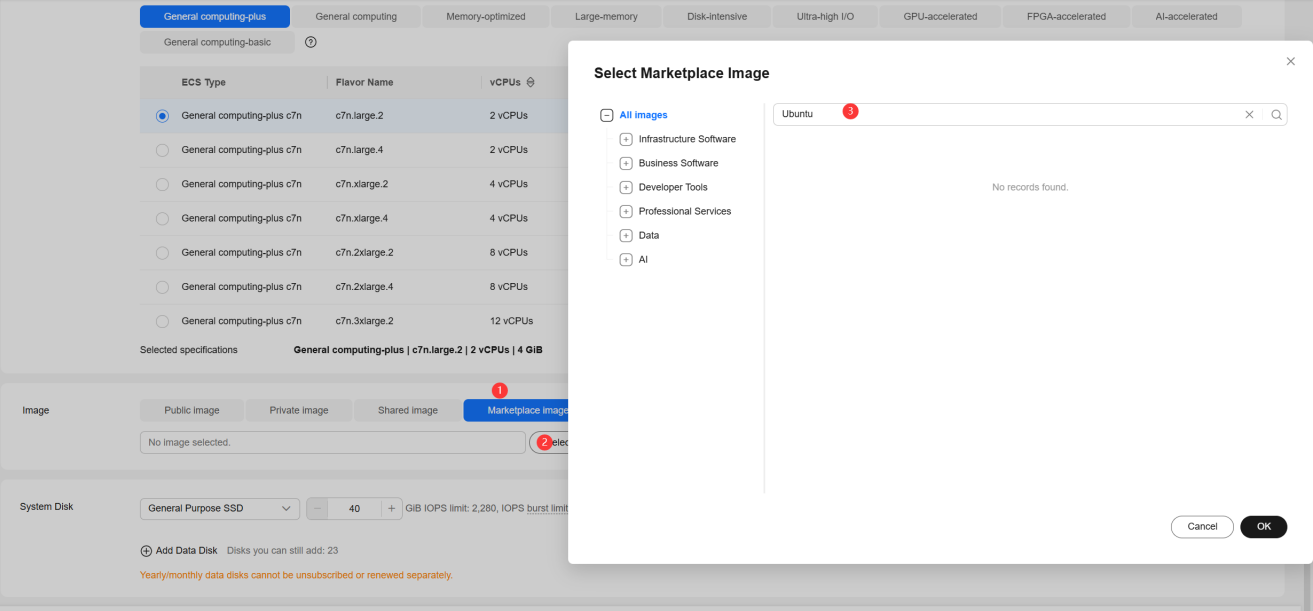 General computing-plus
General computing
Memory-optimized
Large-memory
Disk-intensive
Ultra-high I/O
GPU-accelerated
FPGA-accelerated
AI-accelerated
General computing-basic
ECS Type
Flavor Name
vCPUs
General computing-plus c7n
c7n.large.2
2 vCPUs
General computing-plus c7n
c7n.large.4
2 vCPUs
General computing-plus c7n
c7n.xlarge.2
4 vCPUs
General computing-plus c7n
c7n.xlarge.4
4 vCPUs
General computing-plus c7n
c7n.2xlarge.2
8 vCPUs
General computing-plus c7n
c7n.2xlarge.4
8 vCPUs
General computing-plus c7n
c7n.3xlarge.2
12 vCPUs
Selected specifications
General computing-plus | c7n.large.2 | 2 vCPUs | 4 GiB
1
Image
Public image
Private image
Shared image
Marketplace image
No image selected.
2
System Disk
General Purpose SSD
40
GiB IOPS limit: 2,280, IOPS burst limit
Add Data Disk
Disks you can still add: 23
Yearly/monthly data disks cannot be unsubscribed or renewed separately.
Select Marketplace Image
All images
Infrastructure Software
Business Software
Developer Tools
Professional Services
Data
AI
Ubuntu
3
No records found.
Cancel
OK